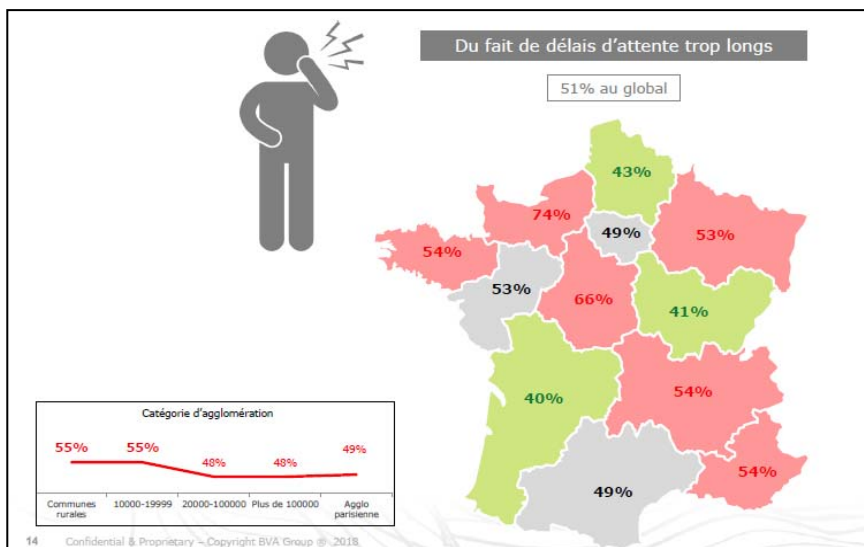 Du fait de délais d'attente trop longs
51% au global
43%
74%
49%
53%
54%
53%
66%
41%
40%
54%
54%
49%
Catégorie d'agglomération
55%
55%
48%
48%
49%
Communes rurales
10000-19999
20000-100000
Plus de 100000
Agglo parisienne
14 Confidential & Proprietary – Copyright BVA Group ® 2018